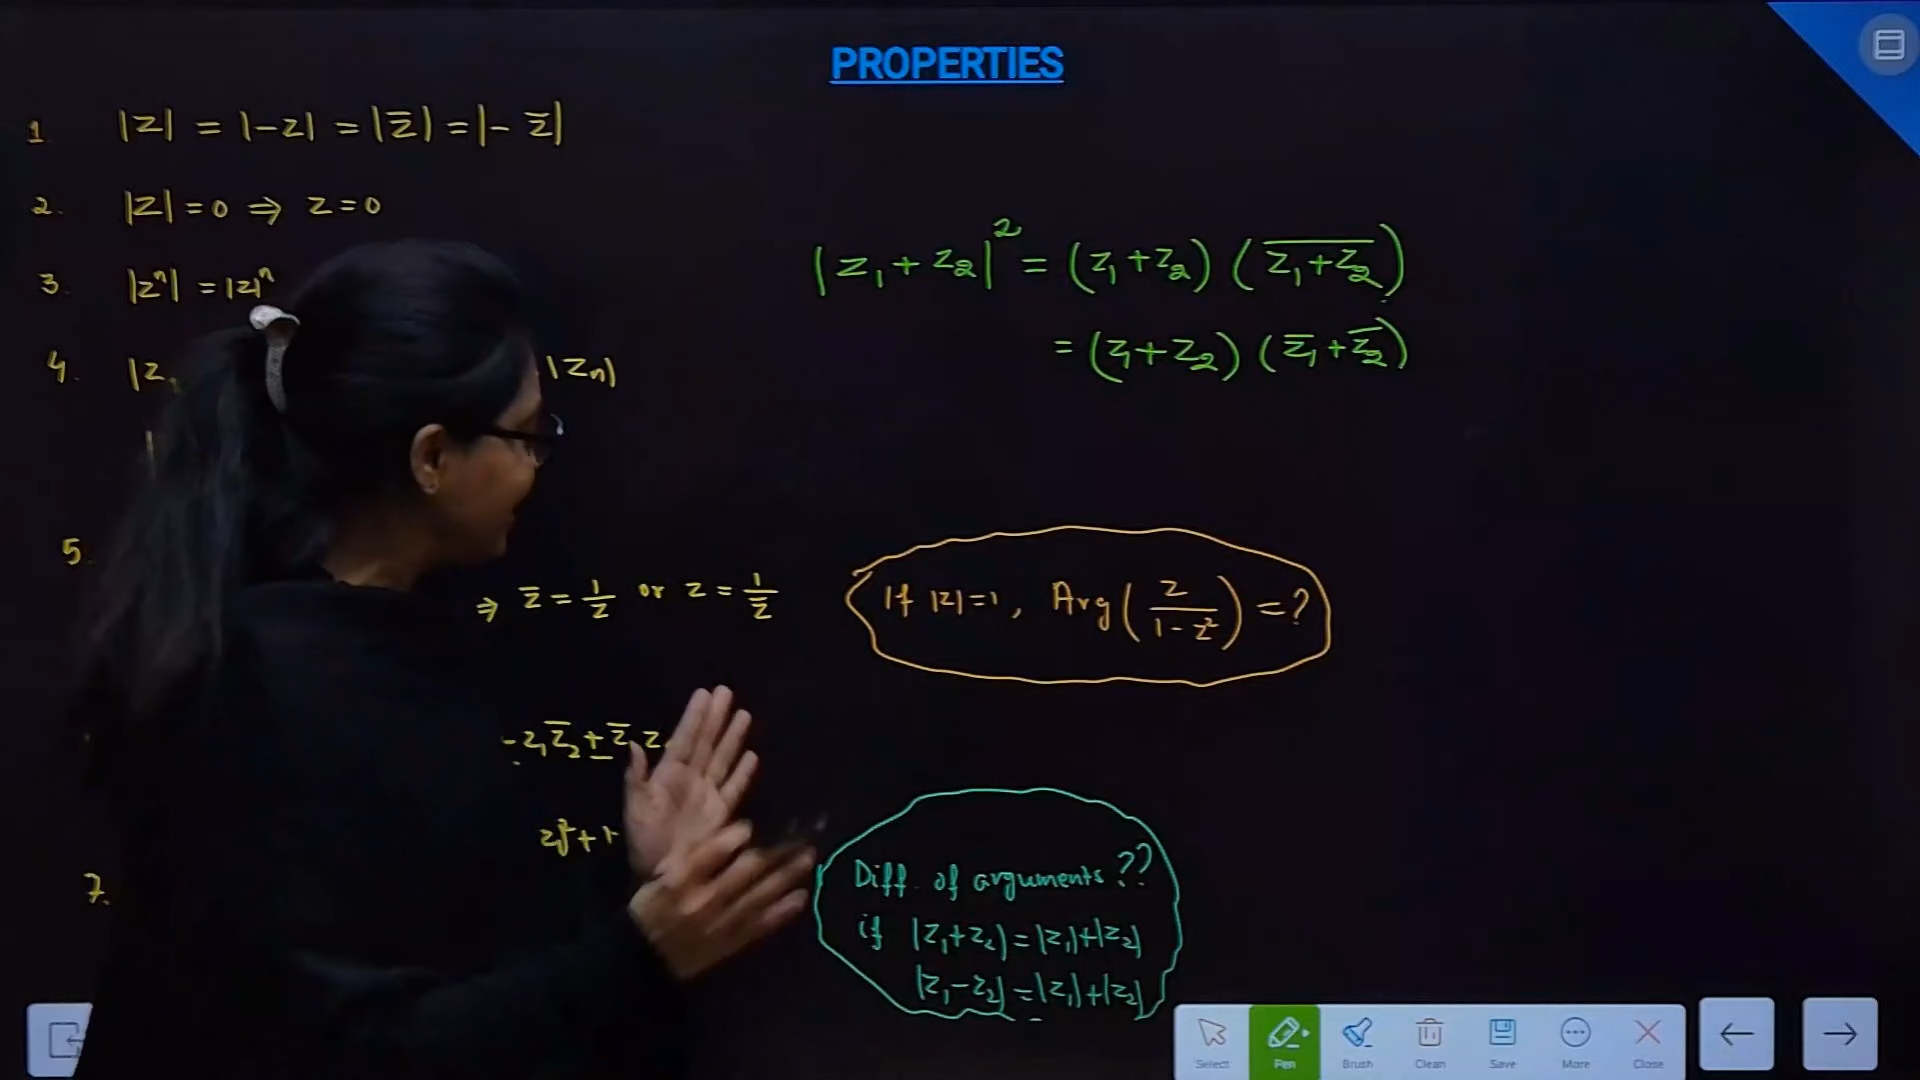 PROPERTIES
1. |z| = |-z| = |z̅| = |-z̅|
2. |z| = 0 ⇒ z = 0
3. |zⁿ| = |z|ⁿ
4. |z₁ |zₙ|
|z₁+z₂|² = (z₁+z₂) (z̅₁̅+̅z̅₂̅)
= (z₁+z₂) (z̅₁+z̅₂)
5.
⇒ z̅ = 1/z or z = 1/z̅
If |z|=1, Arg(z/(1-z²)) = ?
z₁z̅₂ + z̅₁z
+1
7.
Diff. of arguments ??
if |z₁+z₂| = |z₁|+|z₂|
|z₁-z₂| = |z₁|+|z₂|
Select Pen Brush Clean Save More Close